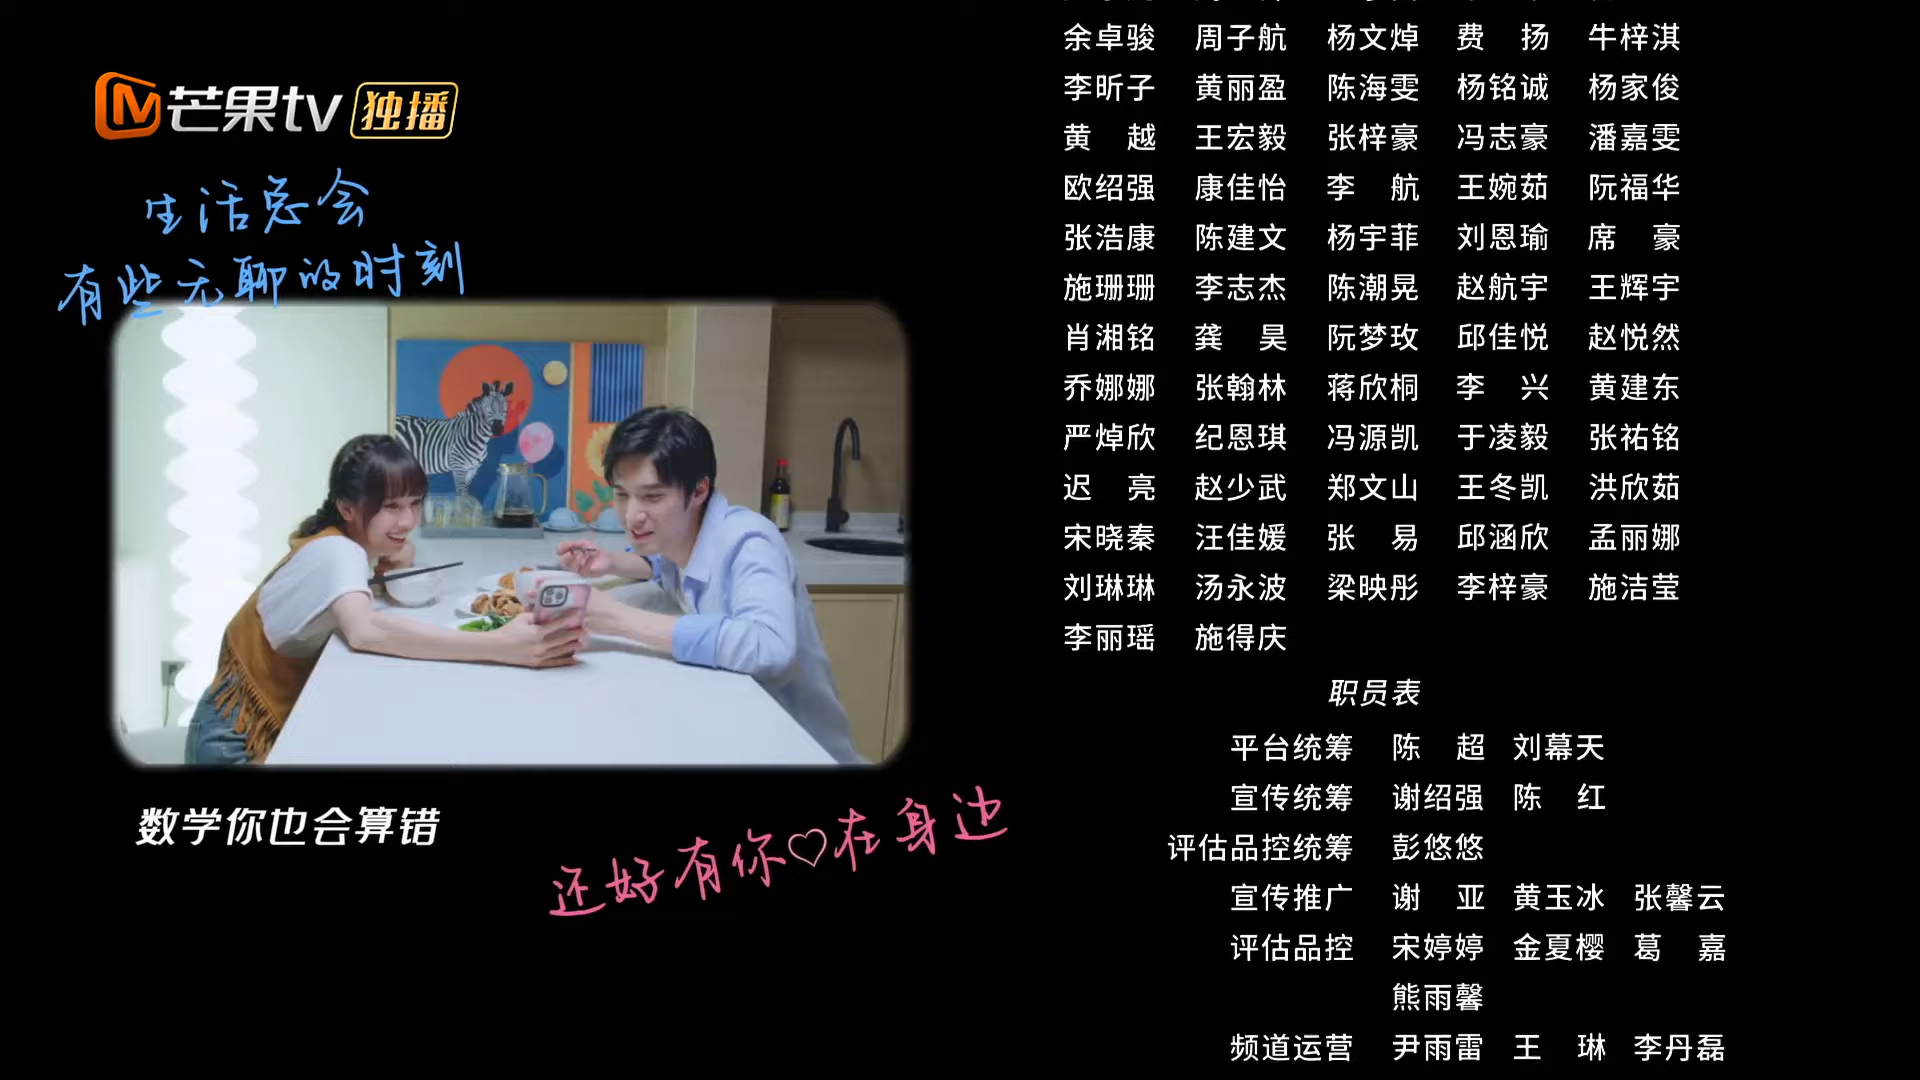 芒果tv 独播
生活总会
有些无聊的时刻
数学你也会算错
还好有你♡在身边
余卓骏 周子航 杨文焯 费 扬 牛梓淇
李昕子 黄丽盈 陈海雯 杨铭诚 杨家俊
黄 越 王宏毅 张梓豪 冯志豪 潘嘉雯
欧绍强 康佳怡 李 航 王婉茹 阮福华
张浩康 陈建文 杨宇菲 刘恩瑜 席 豪
施珊珊 李志杰 陈潮晃 赵航宇 王辉宇
肖湘铭 龚 昊 阮梦玫 邱佳悦 赵悦然
乔娜娜 张翰林 蒋欣桐 李 兴 黄建东
严焯欣 纪恩琪 冯源凯 于凌毅 张祐铭
迟 亮 赵少武 郑文山 王冬凯 洪欣茹
宋晓秦 汪佳媛 张 易 邱涵欣 孟丽娜
刘琳琳 汤永波 梁映彤 李梓豪 施洁莹
李丽瑶 施得庆
职员表
平台统筹 陈 超 刘幕天
宣传统筹 谢绍强 陈 红
评估品控统筹 彭悠悠
宣传推广 谢 亚 黄玉冰 张馨云
评估品控 宋婷婷 金夏樱 葛 嘉
熊雨馨
频道运营 尹雨雷 王 琳 李丹磊